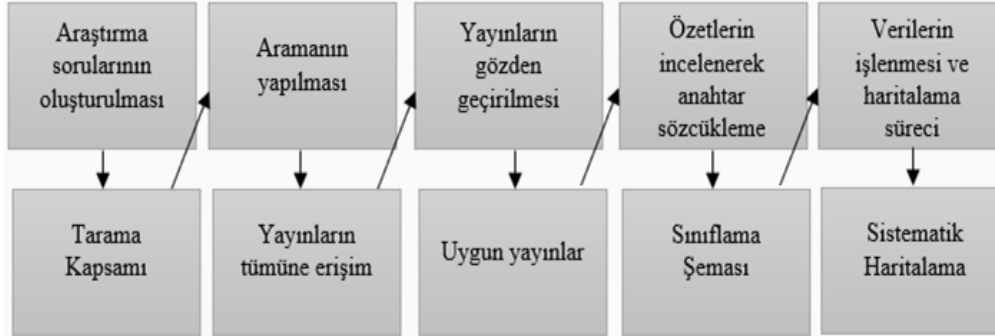 Araştırma
sorularının
oluşturulması
Tarama
Kapsamı
Aramanın
yapılması
Yayınların
tümüne erişim
Yayınların
gözden
geçirilmesi
Uygun yayınlar
Özetlerin
incelenerek
anahtar
sözcükleme
Sınıflama
Şeması
Verilerin
işlenmesi ve
haritalama
süreci
Sistematik
Haritalama